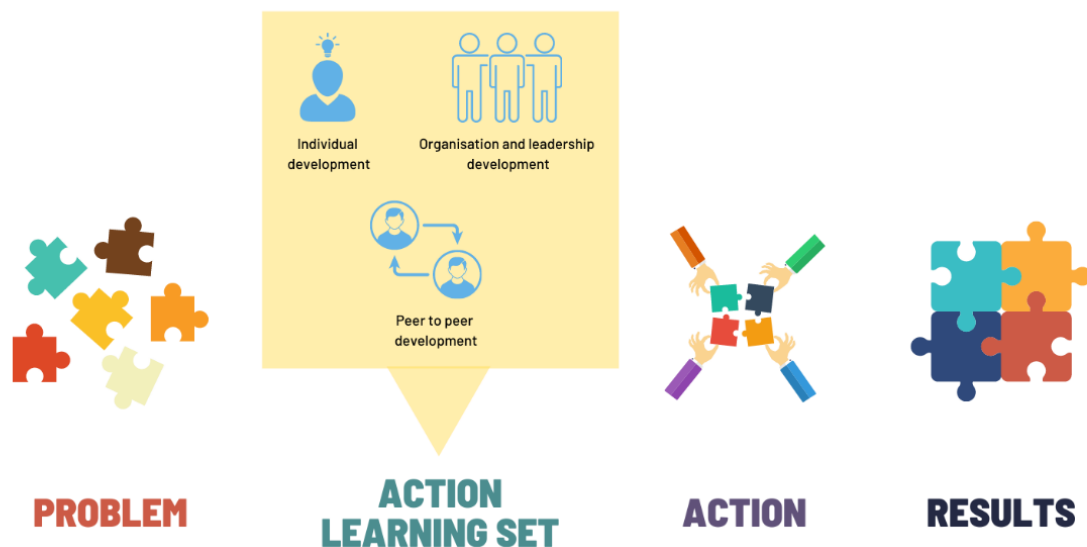 Individual
development
Organisation and leadership
development
Peer to peer
development
PROBLEM
ACTION
LEARNING SET
ACTION
RESULTS